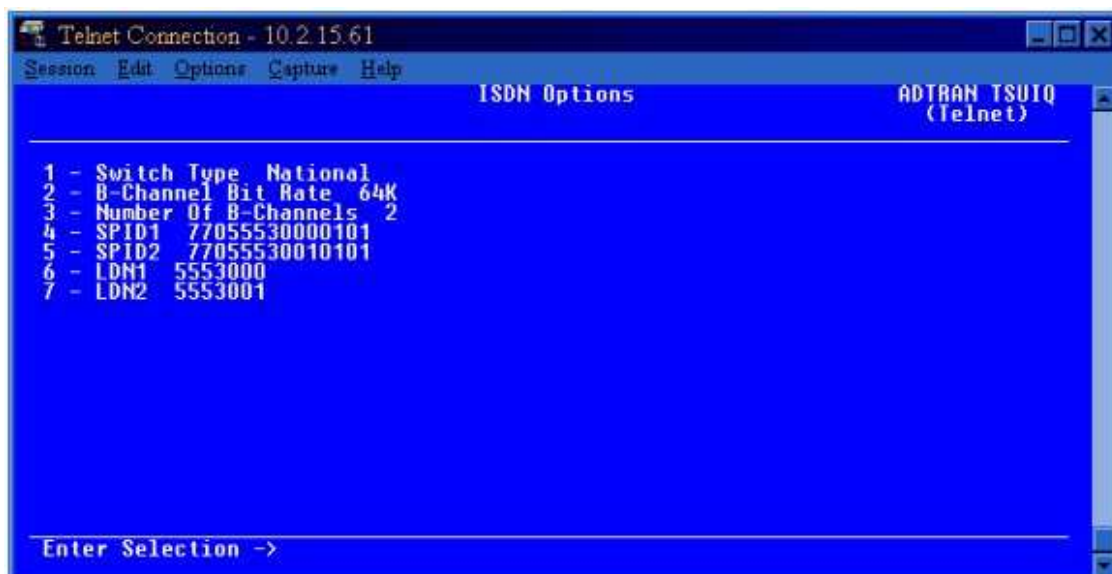 Telnet Connection - 10.2.15.61
Session Edit Options Capture Help
ISDN Options ADTRAN TSUIQ
(Telnet)
1 - Switch Type National
2 - B-Channel Bit Rate 64K
3 - Number Of B-Channels 2
4 - SPID1 77055530000101
5 - SPID2 77055530010101
6 - LDN1 5553000
7 - LDN2 5553001
Enter Selection ->